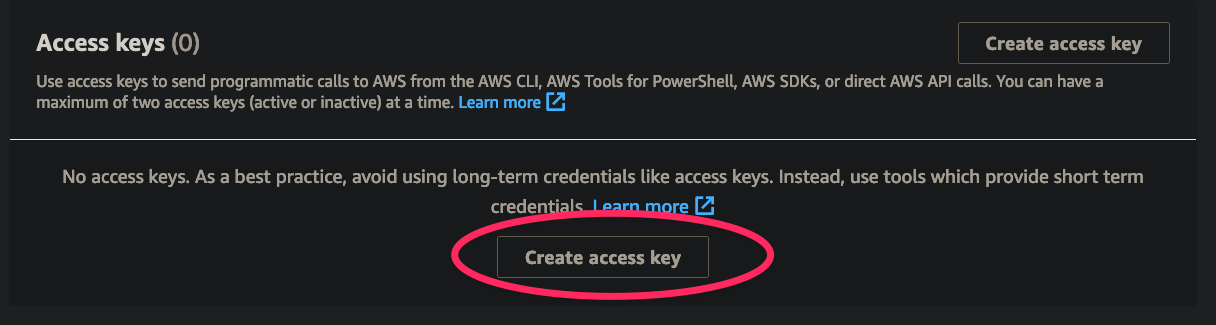 Access keys (0)
Create access key
Use access keys to send programmatic calls to AWS from the AWS CLI, AWS Tools for PowerShell, AWS SDKs, or direct AWS API calls. You can have a
maximum of two access keys (active or inactive) at a time. Learn more
No access keys. As a best practice, avoid using long-term credentials like access keys. Instead, use tools which provide short term
credentials. Learn more
Create access key